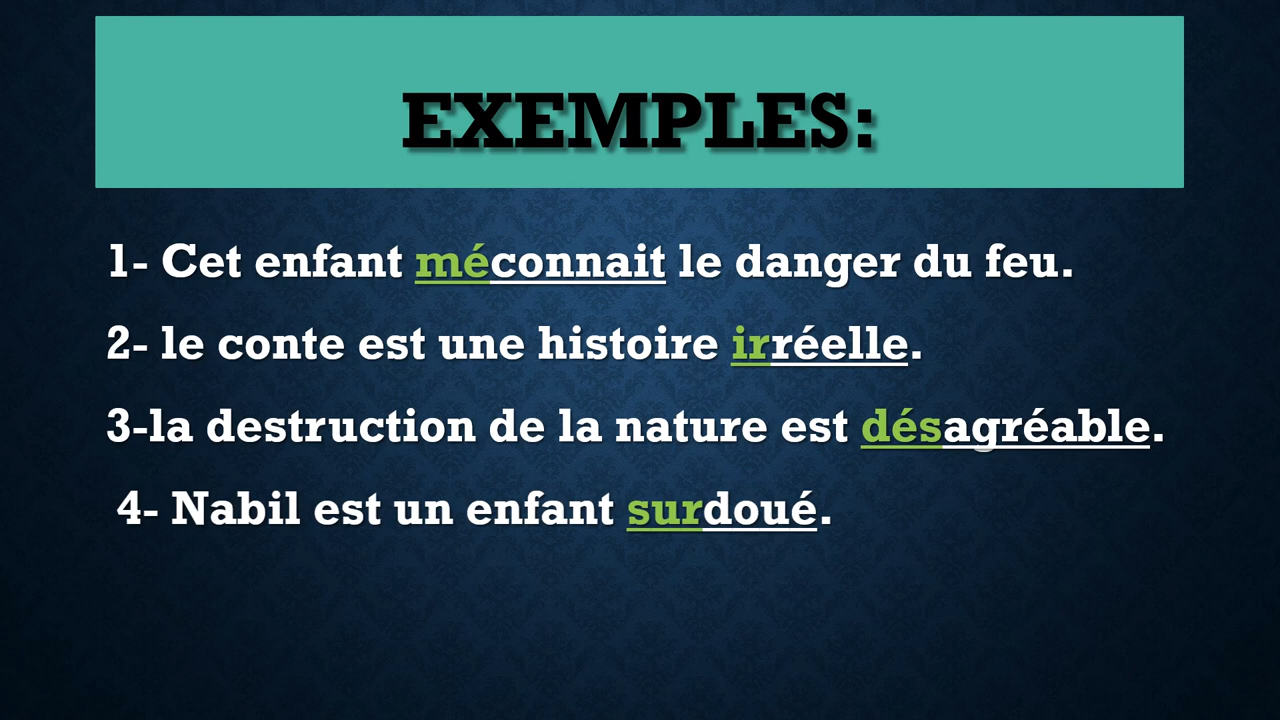 EXEMPLES:
1- Cet enfant méconnait le danger du feu.
2- le conte est une histoire irréelle.
3-la destruction de la nature est désagréable.
4- Nabil est un enfant surdoué.